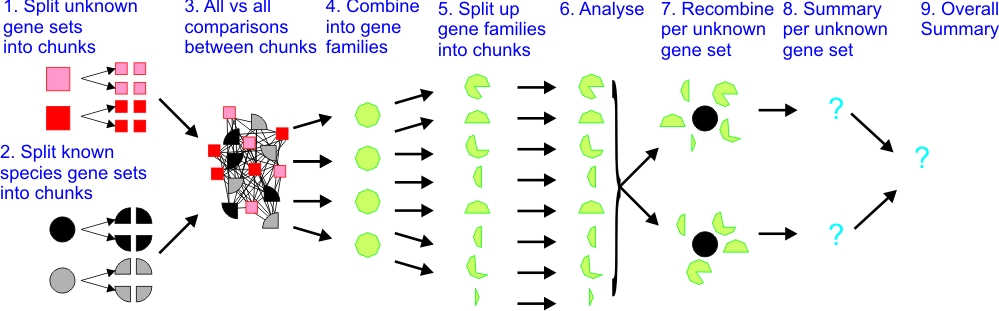 1. Split unknown
gene sets
into chunks
2. Split known
species gene sets
into chunks
3. All vs all
comparisons
between chunks
4. Combine
into gene
families
5. Split up
gene families
into chunks
6. Analyse
7. Recombine
per unknown
gene set
8. Summary
per unknown
gene set
9. Overall
Summary
?
?
?